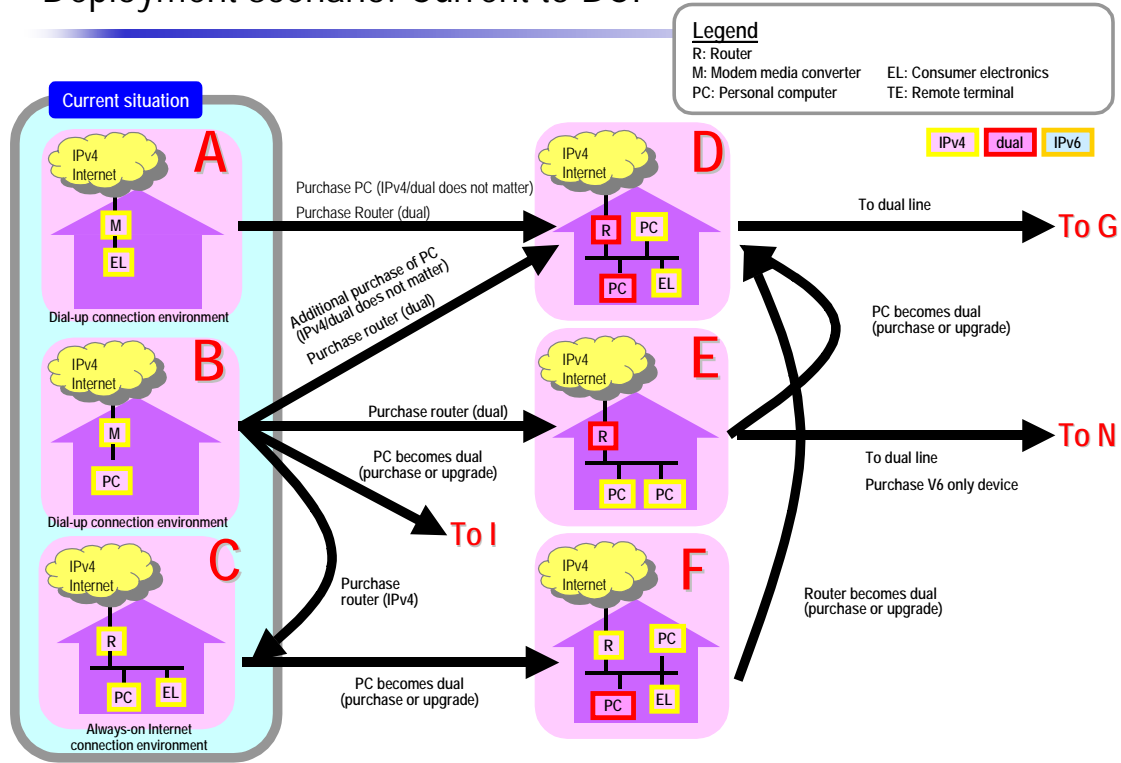 Deployment scenario: Current to DGI
Legend
R: Router
M: Modem media converter
EL: Consumer electronics
PC: Personal computer
TE: Remote terminal
IPv4
dual
IPv6
Current situation
A
IPv4
Internet
M
EL
Dial-up connection environment
B
IPv4
Internet
M
PC
Dial-up connection environment
C
IPv4
Internet
R
PC
EL
Always-on Internet
connection environment
Purchase PC (IPv4/dual does not matter)
Purchase Router (dual)
Additional purchase of PC
(IPv4/dual does not matter)
Purchase router (dual)
Purchase router (dual)
PC becomes dual
(purchase or upgrade)
To I
Purchase
router (IPv4)
PC becomes dual
(purchase or upgrade)
D
IPv4
Internet
R
PC
PC
EL
E
IPv4
Internet
R
PC
PC
F
IPv4
Internet
R
PC
PC
EL
To dual line
To G
PC becomes dual
(purchase or upgrade)
To N
To dual line
Purchase V6 only device
Router becomes dual
(purchase or upgrade)